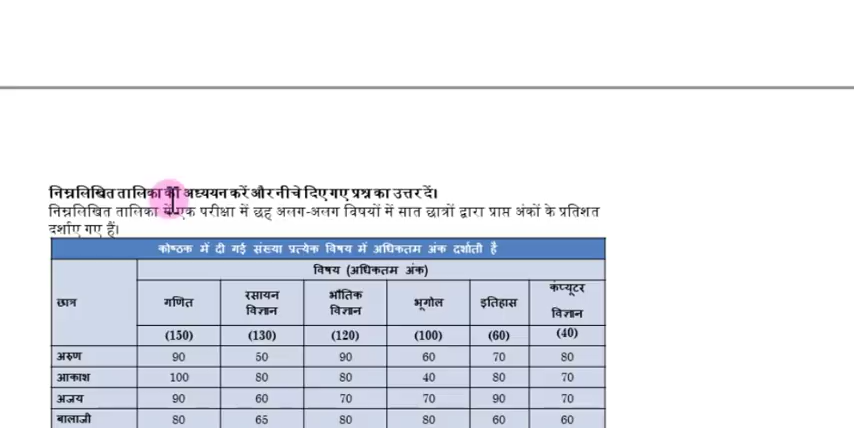 निम्नलिखित तालिका का अध्ययन करें और नीचे दिए गए प्रश्न का उत्तर दें।
निम्नलिखित तालिका में एक परीक्षा में छह अलग-अलग विषयों में सात छात्रों द्वारा प्राप्त अंकों के प्रतिशत
दर्शाए गए हैं।
कोष्ठक में दी गई संख्या प्रत्येक विषय में अधिकतम अंक दर्शाती है
छात्र विषय (अधिकतम अंक)
गणित रसायन विज्ञान भौतिक विज्ञान भूगोल इतिहास कंप्यूटर विज्ञान
(150) (130) (120) (100) (60) (40)
अरुण 90 50 90 60 70 80
आकाश 100 80 80 40 80 70
अजय 90 60 70 70 90 70
बालाजी 80 65 80 80 60 60